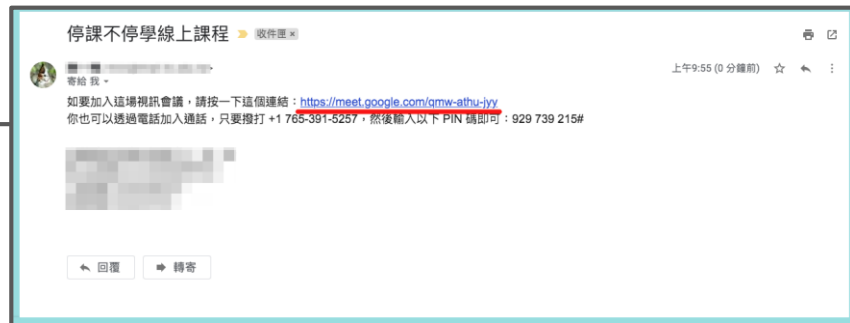 停課不停學線上課程 收件匣 ×
上午9:55 (0 分鐘前)
寄給 我
如要加入這場視訊會議，請按一下這個連結：https://meet.google.com/qmw-athu-jyy
你也可以透過電話加入通話，只要撥打 +1 765-391-5257，然後輸入以下 PIN 碼即可：929 739 215#
回覆 轉寄